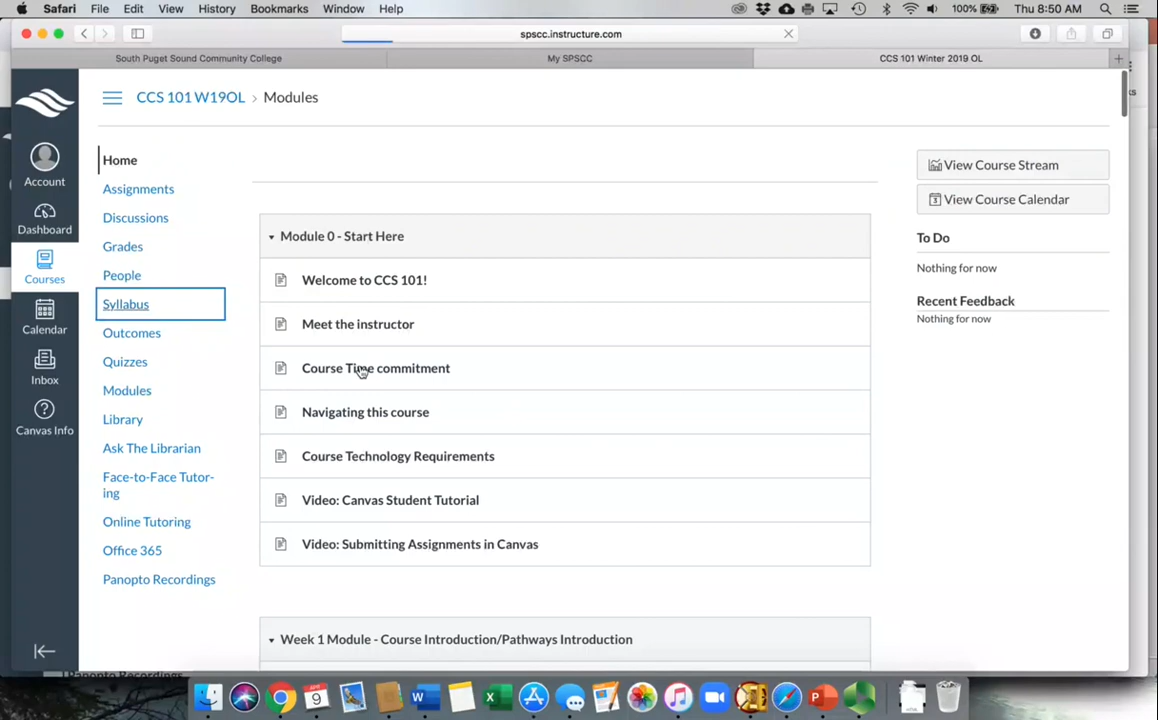 Safari File Edit View History Bookmarks Window Help 100% Thu 8:50 AM
spscc.instructure.com
South Puget Sound Community College My SPSCC CCS 101 Winter 2019 OL
CCS 101 W19OL > Modules
Account
Dashboard
Courses
Calendar
Inbox
Canvas Info
Home
Assignments
Discussions
Grades
People
Syllabus
Outcomes
Quizzes
Modules
Library
Ask The Librarian
Face-to-Face Tutor-
ing
Online Tutoring
Office 365
Panopto Recordings
Module 0 - Start Here
Welcome to CCS 101!
Meet the instructor
Course Time commitment
Navigating this course
Course Technology Requirements
Video: Canvas Student Tutorial
Video: Submitting Assignments in Canvas
Week 1 Module - Course Introduction/Pathways Introduction
View Course Stream
View Course Calendar
To Do
Nothing for now
Recent Feedback
Nothing for now
Panopto Recordings